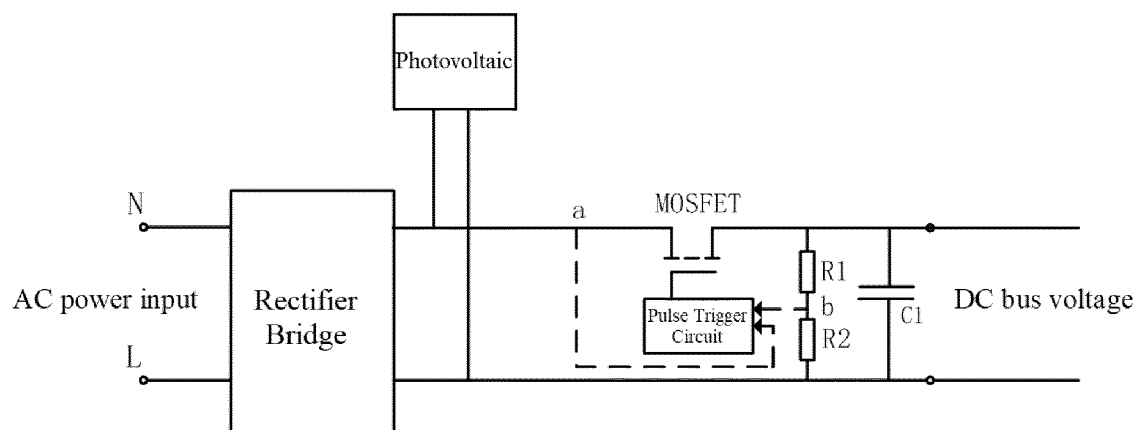 Photovoltaic
N
a
MOSFET
AC power input
Rectifier
Bridge
Pulse Trigger
Circuit
R1
b
R2
C1
DC bus voltage
L